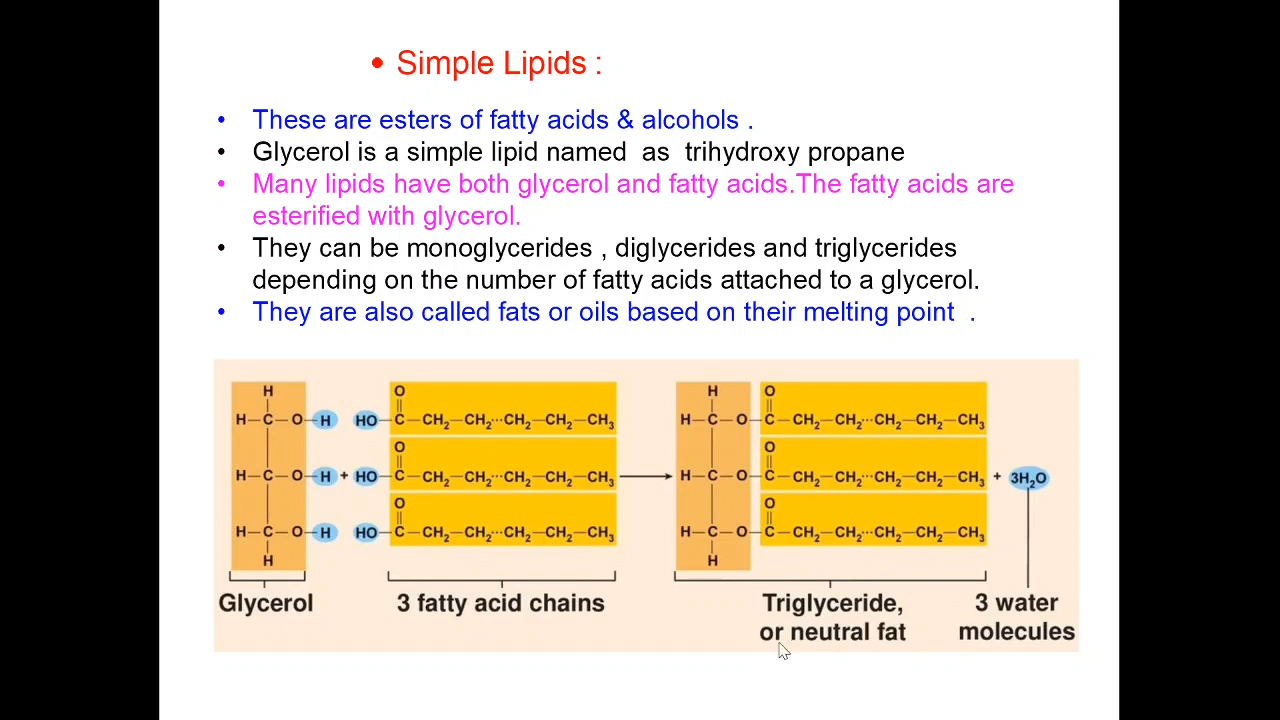 • Simple Lipids :
• These are esters of fatty acids & alcohols .
• Glycerol is a simple lipid named as trihydroxy propane
• Many lipids have both glycerol and fatty acids.The fatty acids are
esterified with glycerol.
• They can be monoglycerides , diglycerides and triglycerides
depending on the number of fatty acids attached to a glycerol.
• They are also called fats or oils based on their melting point .
H O H O
H—C—O—H HO—C—CH₂—CH₂···CH₂—CH₂—CH₃ H—C—O—C—CH₂—CH₂···CH₂—CH₂—CH₃
O O
H—C—O—H + HO—C—CH₂—CH₂···CH₂—CH₂—CH₃ → H—C—O—C—CH₂—CH₂···CH₂—CH₂—CH₃ + 3H₂O
O O
H—C—O—H HO—C—CH₂—CH₂···CH₂—CH₂—CH₃ H—C—O—C—CH₂—CH₂···CH₂—CH₂—CH₃
H H
Glycerol 3 fatty acid chains Triglyceride, 3 water
or neutral fat molecules